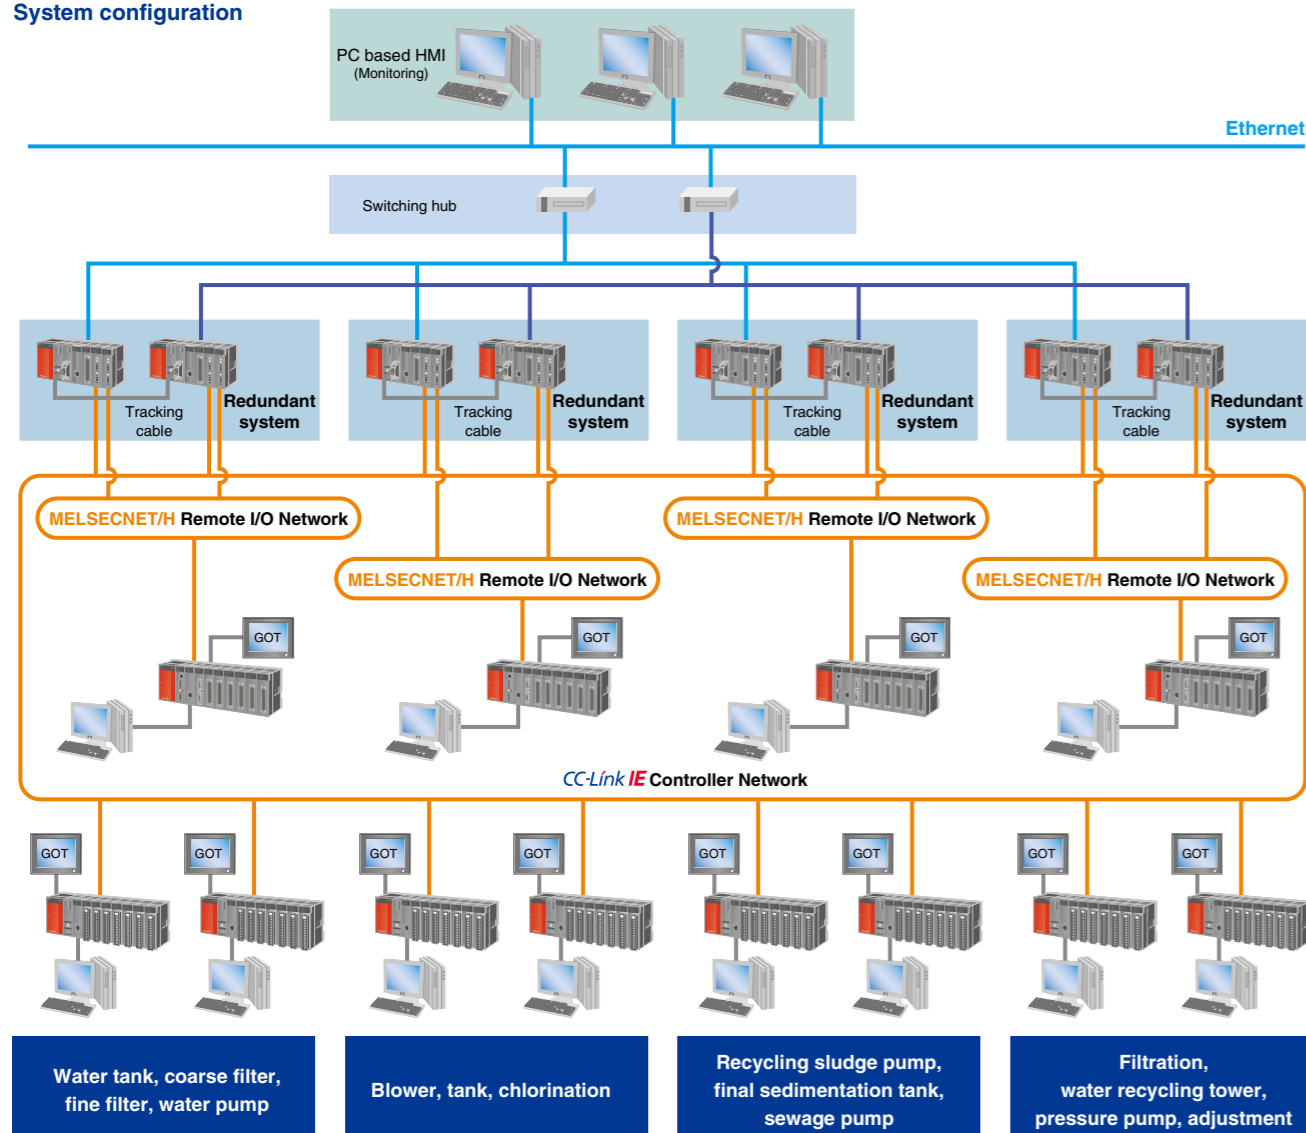 System configuration
PC based HMI
(Monitoring)
Ethernet
Switching hub
Tracking
cable
Redundant
system
Tracking
cable
Redundant
system
Tracking
cable
Redundant
system
Tracking
cable
Redundant
system
MELSECNET/H Remote I/O Network
MELSECNET/H Remote I/O Network
MELSECNET/H Remote I/O Network
MELSECNET/H Remote I/O Network
GOT
GOT
GOT
GOT
CC-Link IE Controller Network
GOT
GOT
GOT
GOT
GOT
GOT
GOT
GOT
Water tank, coarse filter,
fine filter, water pump
Blower, tank, chlorination
Recycling sludge pump,
final sedimentation tank,
sewage pump
Filtration,
water recycling tower,
pressure pump, adjustment